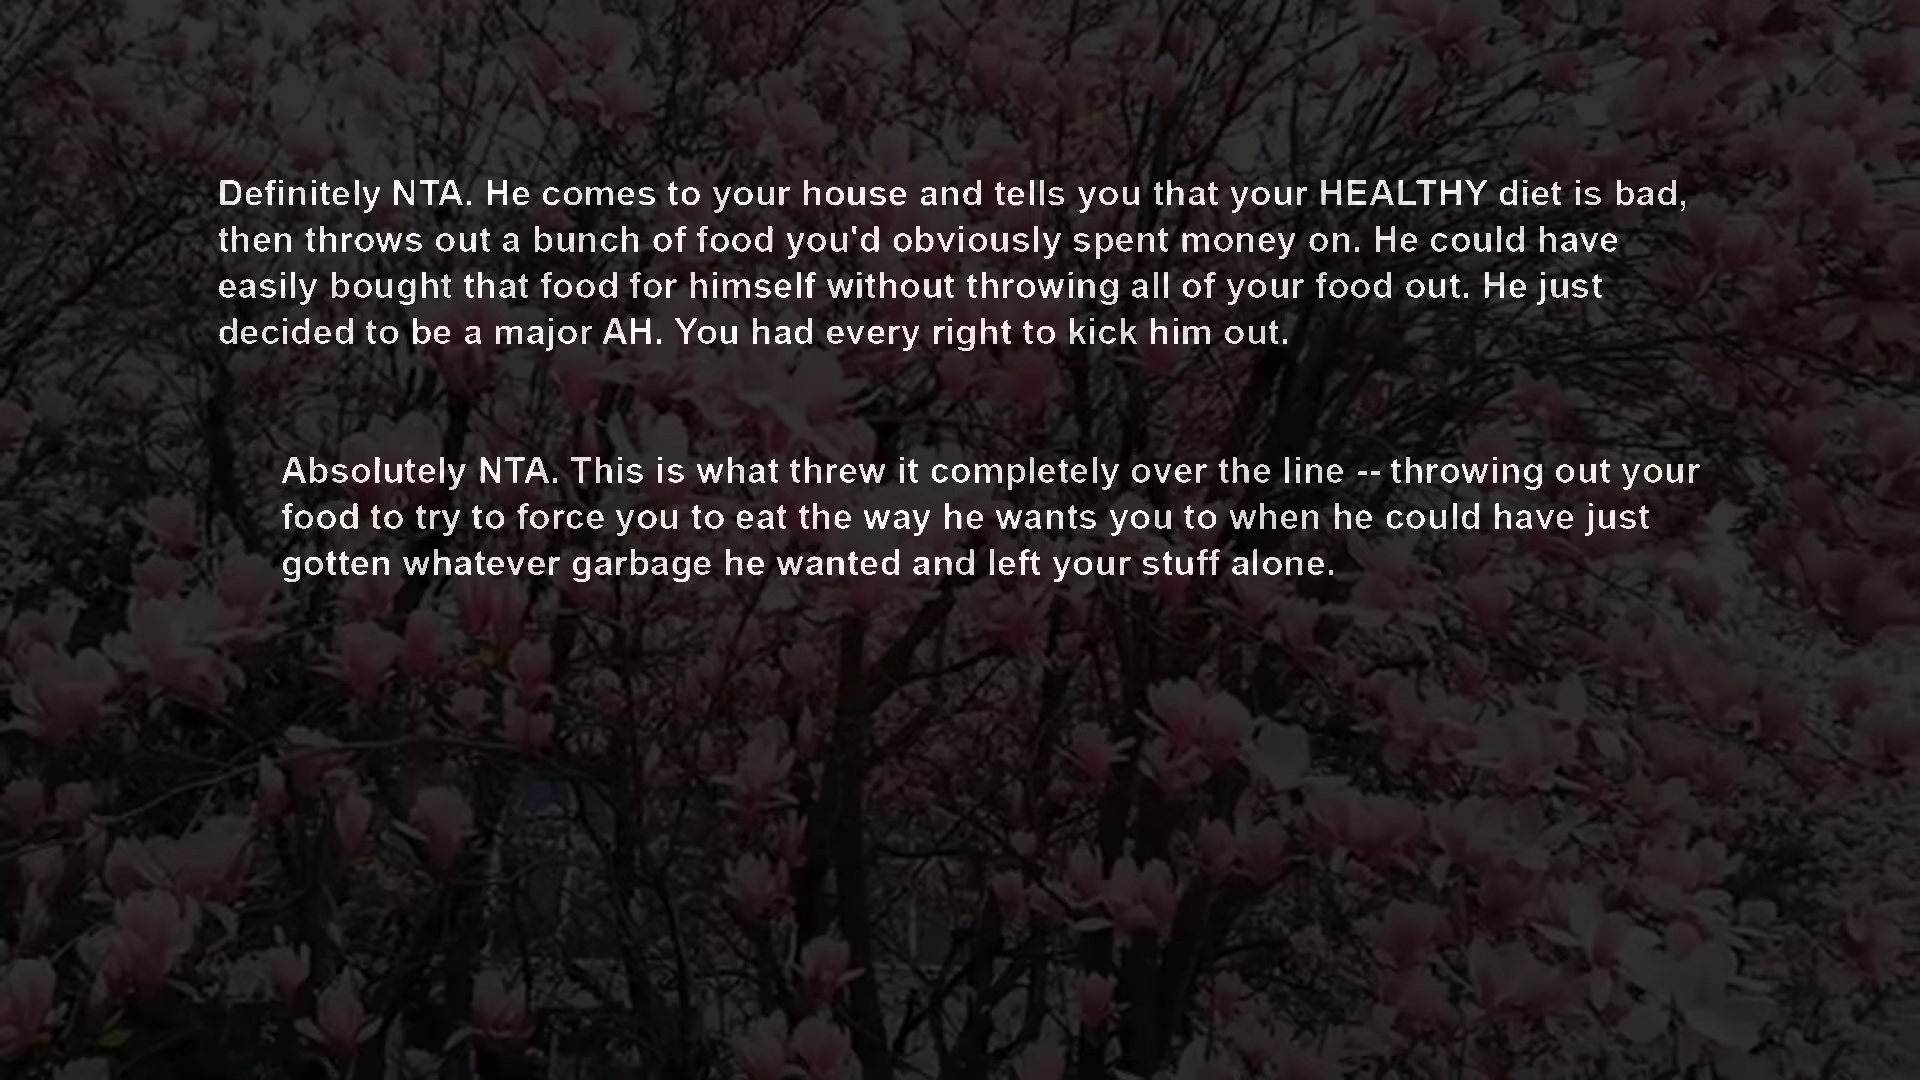 Definitely NTA. He comes to your house and tells you that your HEALTHY diet is bad,
then throws out a bunch of food you'd obviously spent money on. He could have
easily bought that food for himself without throwing all of your food out. He just
decided to be a major AH. You had every right to kick him out.
Absolutely NTA. This is what threw it completely over the line -- throwing out your
food to try to force you to eat the way he wants you to when he could have just
gotten whatever garbage he wanted and left your stuff alone.